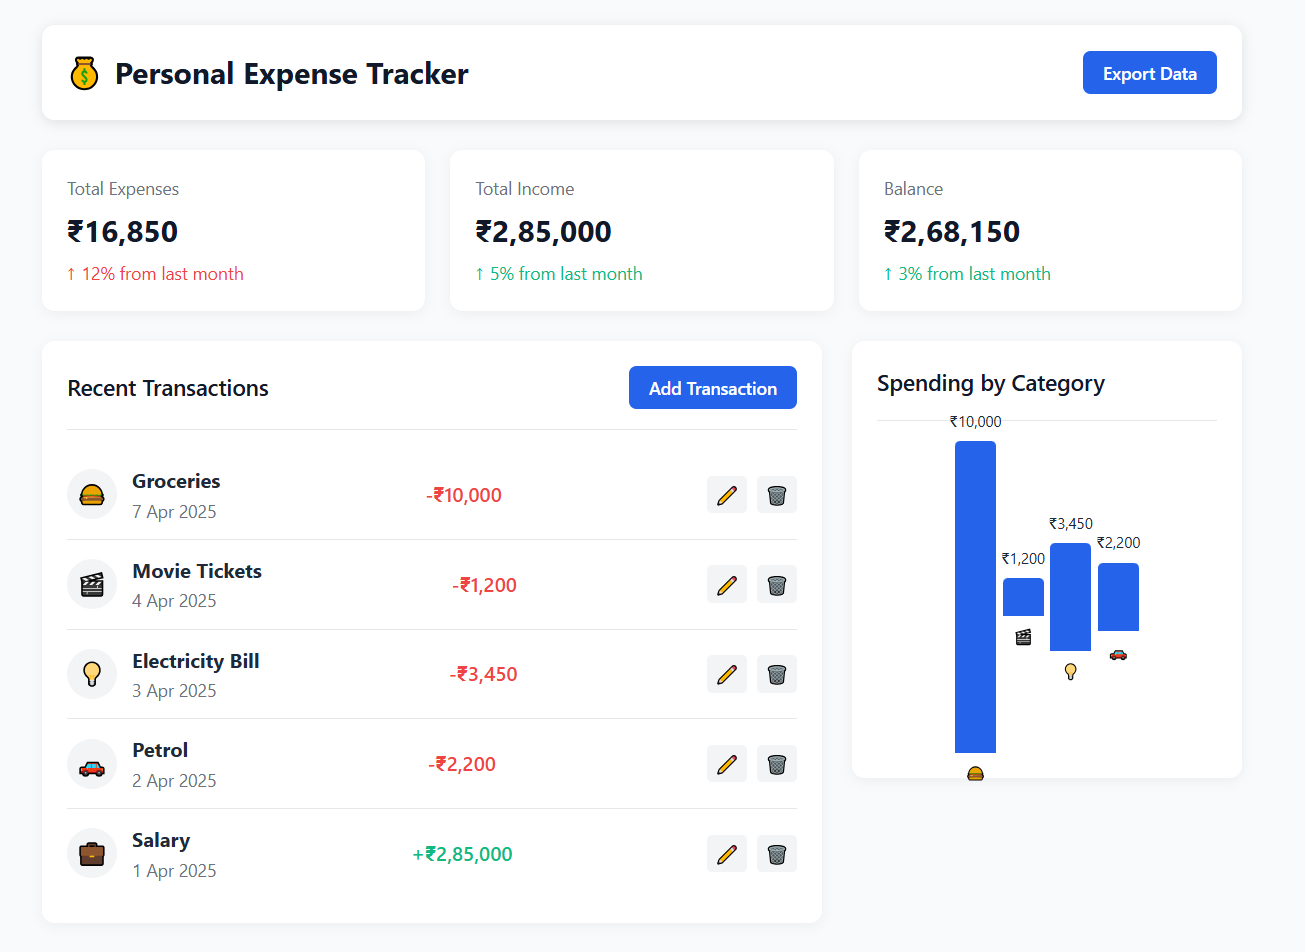 Personal Expense Tracker
Export Data
Total Expenses
₹16,850
↑ 12% from last month
Total Income
₹2,85,000
↑ 5% from last month
Balance
₹2,68,150
↑ 3% from last month
Recent Transactions
Add Transaction
Groceries
7 Apr 2025
-₹10,000
Movie Tickets
4 Apr 2025
-₹1,200
Electricity Bill
3 Apr 2025
-₹3,450
Petrol
2 Apr 2025
-₹2,200
Salary
1 Apr 2025
+₹2,85,000
Spending by Category
₹10,000
₹1,200
₹3,450
₹2,200